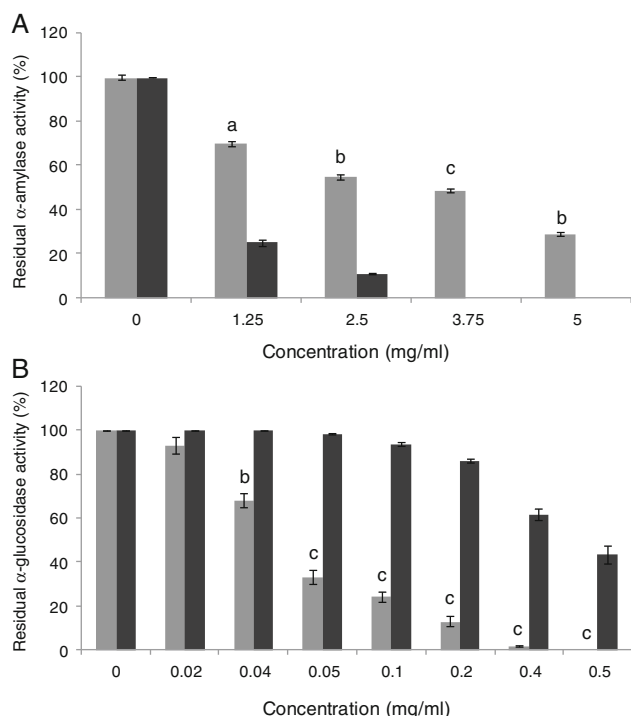 A
Residual α-amylase activity (%)
120
100
80
60
40
20
0
a
b
c
b
0 1.25 2.5 3.75 5
Concentration (mg/ml)
B
Residual α-glucosidase activity (%)
120
100
80
60
40
20
0
b
c
c
c
c
c
0 0.02 0.04 0.05 0.1 0.2 0.4 0.5
Concentration (mg/ml)